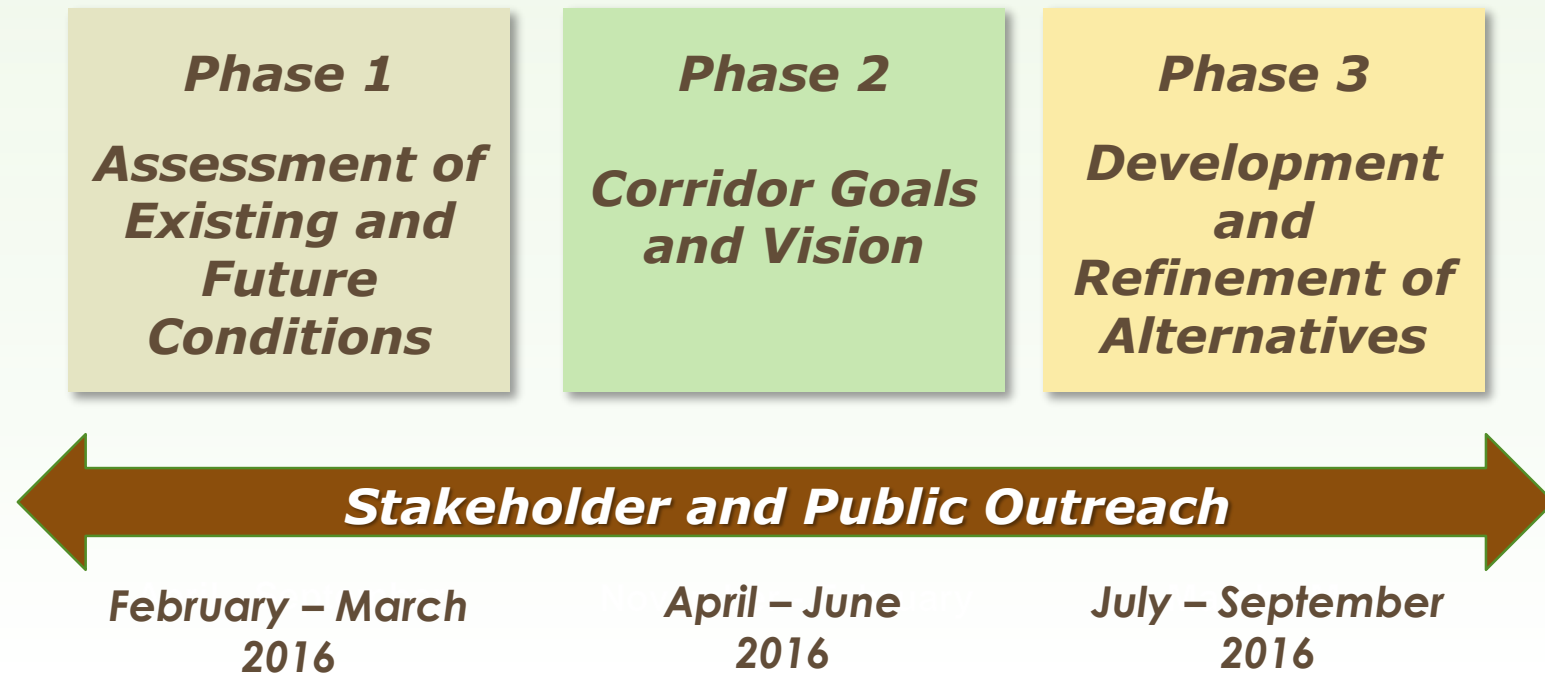 Phase 1
Assessment of
Existing and
Future
Conditions
Phase 2
Corridor Goals
and Vision
Phase 3
Development
and
Refinement of
Alternatives
Stakeholder and Public Outreach
February – March
2016
April – June
2016
July – September
2016